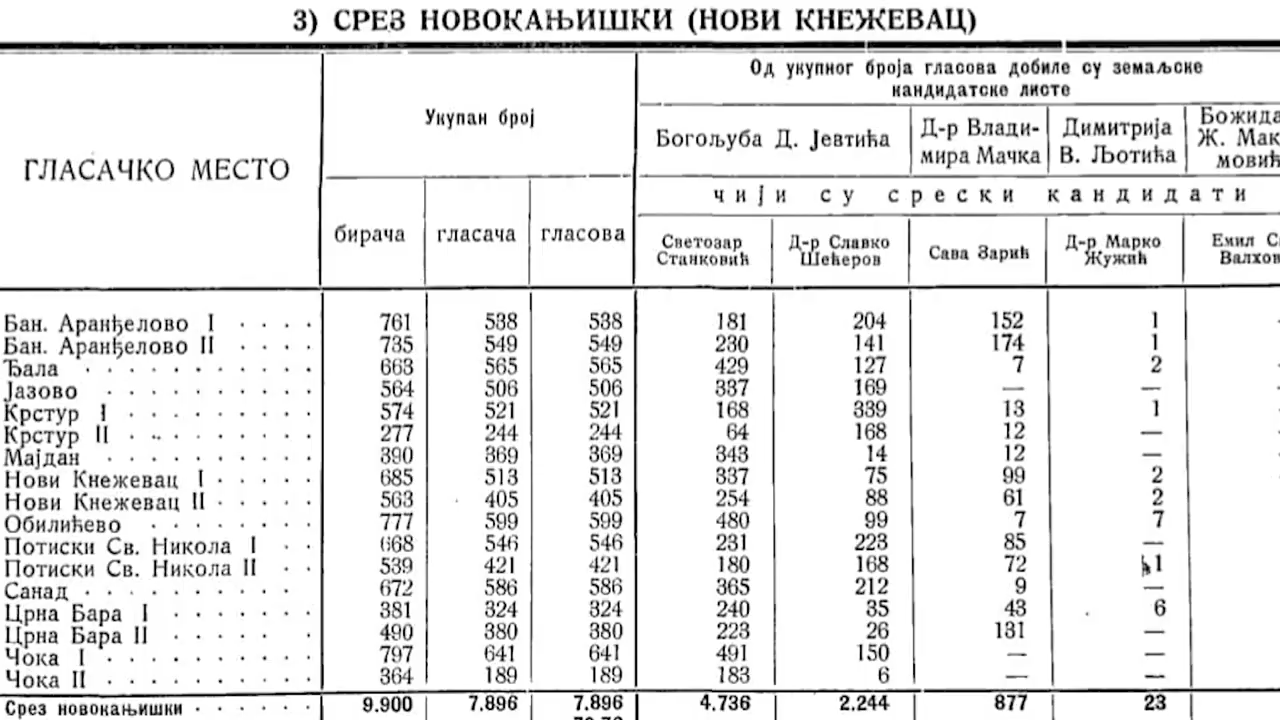 3) СРЕЗ НОВОКАЊИШКИ (НОВИ КНЕЖЕВАЦ)
ГЛАСАЧКО МЕСТО
Укупан број
Од укупног броја гласова добиле су земаљске
кандидатске листе
Богољуба Д. Јевтића
Д-р Влади-
мира Мачка
Димитрија
В. Љотића
Божида
Ж. Мак
мовић
чији су срески кандидати
бирача гласача гласова
Светозар
Станковић
Д-р Славко
Шећеров
Сава Зарић
Д-р Марко
Жужић
Емил С
Валхов
Бан. Аранђелово I 761 538 538 181 204 152 1
Бан. Аранђелово II 735 549 549 230 141 174 1
Ђала 663 565 565 429 127 7 2
Јазово 564 506 506 337 169 — —
Крстур I 574 521 521 168 339 13 1
Крстур II 277 244 244 64 168 12 —
Мајдан 390 369 369 343 14 12 —
Нови Кнежевац I 685 513 513 337 75 99 2
Нови Кнежевац II 563 405 405 254 88 61 2
Обилићево 777 599 599 480 99 7 7
Потиски Св. Никола I 668 546 546 231 223 85 —
Потиски Св. Никола II 539 421 421 180 168 72 1
Санад 672 586 586 365 212 9 —
Црна Бара I 381 324 324 240 35 43 6
Црна Бара II 490 380 380 223 26 131 —
Чока I 797 641 641 491 150 — —
Чока II 364 189 189 183 6 — —
Срез новокањишки 9.900 7.896 7.896 4.736 2.244 877 23